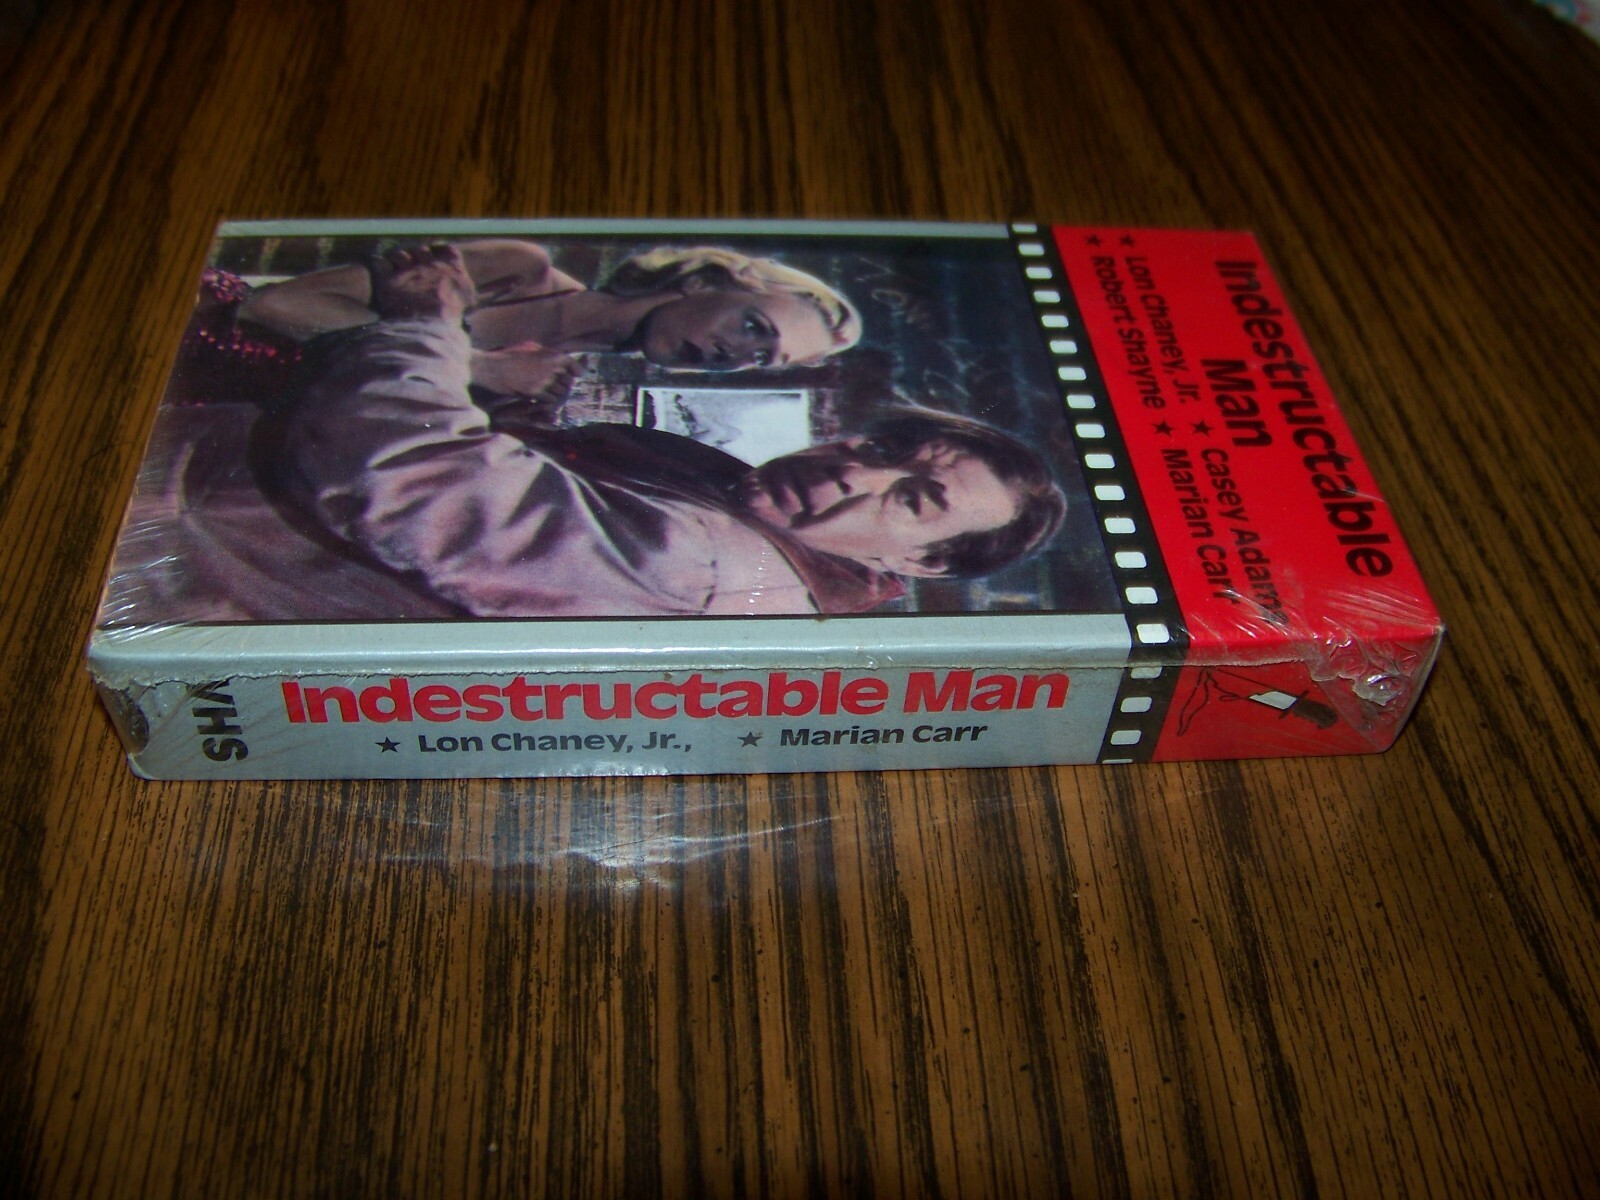 Indestructable
Man
★ Lon Chaney, Jr. ★ Casey Adams
★ Robert Shayne ★ Marian Carr
VHS
Indestructable Man
★ Lon Chaney, Jr., ★ Marian Carr